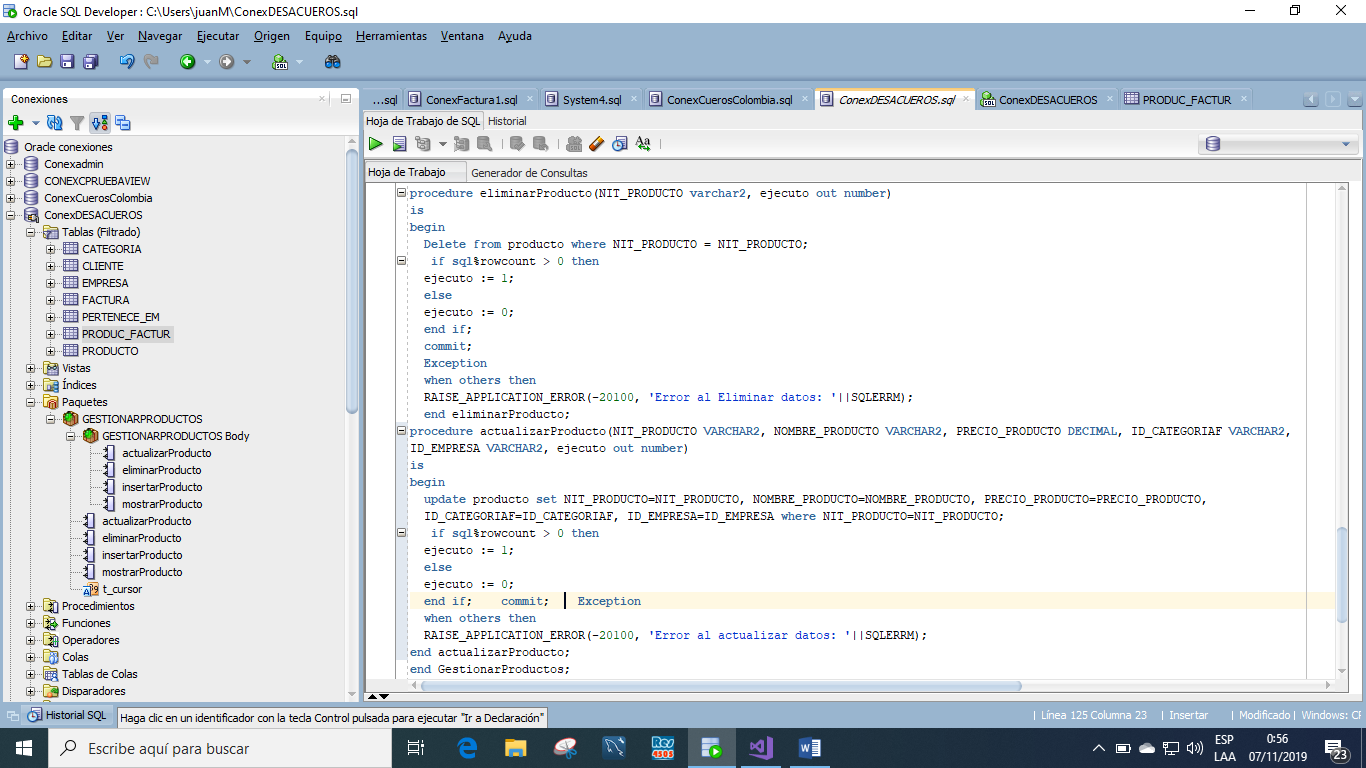 Oracle SQL Developer : C:\Users\juanM\ConexDESACUEROS.sql
Archivo Editar Ver Navegar Ejecutar Origen Equipo Herramientas Ventana Ayuda
Conexiones
Oracle conexiones
Conexadmin
CONEXCPRUEBAVIEW
ConexCuerosColombia
ConexDESACUEROS
Tablas (Filtrado)
CATEGORIA
CLIENTE
EMPRESA
FACTURA
PERTENECE_EM
PRODUC_FACTUR
PRODUCTO
Vistas
Índices
Paquetes
GESTIONARPRODUCTOS
GESTIONARPRODUCTOS Body
actualizarProducto
eliminarProducto
insertarProducto
mostrarProducto
actualizarProducto
eliminarProducto
insertarProducto
mostrarProducto
t_cursor
Procedimientos
Funciones
Operadores
Colas
Tablas de Colas
Disparadores
...sql ConexFactura1.sql System4.sql ConexCuerosColombia.sql ConexDESACUEROS.sql ConexDESACUEROS PRODUC_FACTUR
Hoja de Trabajo de SQL Historial
Hoja de Trabajo Generador de Consultas
procedure eliminarProducto(NIT_PRODUCTO varchar2, ejecuto out number)
is
begin
Delete from producto where NIT_PRODUCTO = NIT_PRODUCTO;
if sql%rowcount > 0 then
ejecuto := 1;
else
ejecuto := 0;
end if;
commit;
Exception
when others then
RAISE_APPLICATION_ERROR(-20100, 'Error al Eliminar datos: '||SQLERRM);
end eliminarProducto;
procedure actualizarProducto(NIT_PRODUCTO VARCHAR2, NOMBRE_PRODUCTO VARCHAR2, PRECIO_PRODUCTO DECIMAL, ID_CATEGORIAF VARCHAR2,
ID_EMPRESA VARCHAR2, ejecuto out number)
is
begin
update producto set NIT_PRODUCTO=NIT_PRODUCTO, NOMBRE_PRODUCTO=NOMBRE_PRODUCTO, PRECIO_PRODUCTO=PRECIO_PRODUCTO,
ID_CATEGORIAF=ID_CATEGORIAF, ID_EMPRESA=ID_EMPRESA where NIT_PRODUCTO=NIT_PRODUCTO;
if sql%rowcount > 0 then
ejecuto := 1;
else
ejecuto := 0;
end if; commit; Exception
when others then
RAISE_APPLICATION_ERROR(-20100, 'Error al actualizar datos: '||SQLERRM);
end actualizarProducto;
end GestionarProductos;
Historial SQL Haga clic en un identificador con la tecla Control pulsada para ejecutar "Ir a Declaración" Línea 125 Columna 23 Insertar Modificado Windows:
Escribe aquí para buscar
ESP
LAA
0:56
07/11/2019
23